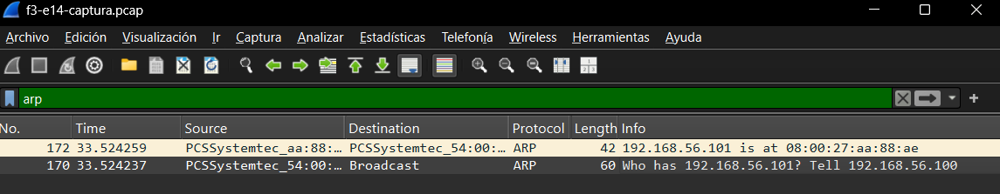 f3-e14-captura.pcap
Archivo Edición Visualización Ir Captura Analizar Estadísticas Telefonía Wireless Herramientas Ayuda
arp
No. Time Source Destination Protocol Length Info
172 33.524259 PCSSystemtec_aa:88:… PCSSystemtec_54:00:… ARP 42 192.168.56.101 is at 08:00:27:aa:88:ae
170 33.524237 PCSSystemtec_54:00:… Broadcast ARP 60 Who has 192.168.56.101? Tell 192.168.56.100